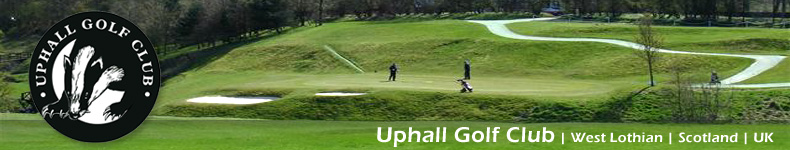 UPHALL GOLF CLUB
Uphall Golf Club | West Lothian | Scotland | UK